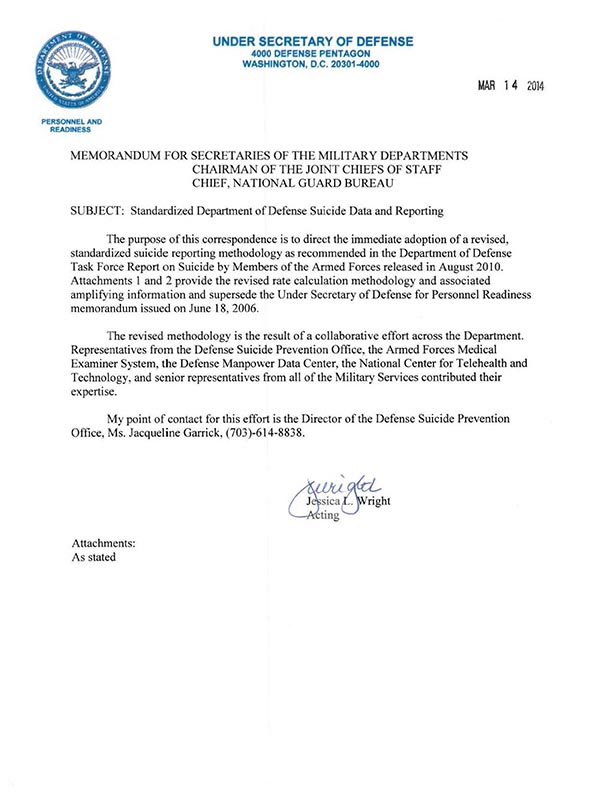 DEPARTMENT OF DEFENSE
UNITED STATES OF AMERICA
PERSONNEL AND
READINESS
UNDER SECRETARY OF DEFENSE
4000 DEFENSE PENTAGON
WASHINGTON, D.C. 20301-4000
MAR 14 2014
MEMORANDUM FOR SECRETARIES OF THE MILITARY DEPARTMENTS
CHAIRMAN OF THE JOINT CHIEFS OF STAFF
CHIEF, NATIONAL GUARD BUREAU
SUBJECT: Standardized Department of Defense Suicide Data and Reporting
The purpose of this correspondence is to direct the immediate adoption of a revised,
standardized suicide reporting methodology as recommended in the Department of Defense
Task Force Report on Suicide by Members of the Armed Forces released in August 2010.
Attachments 1 and 2 provide the revised rate calculation methodology and associated
amplifying information and supersede the Under Secretary of Defense for Personnel Readiness
memorandum issued on June 18, 2006.
The revised methodology is the result of a collaborative effort across the Department.
Representatives from the Defense Suicide Prevention Office, the Armed Forces Medical
Examiner System, the Defense Manpower Data Center, the National Center for Telehealth and
Technology, and senior representatives from all of the Military Services contributed their
expertise.
My point of contact for this effort is the Director of the Defense Suicide Prevention
Office, Ms. Jacqueline Garrick, (703)-614-8838.
Jessica L. Wright
Acting
Attachments:
As stated